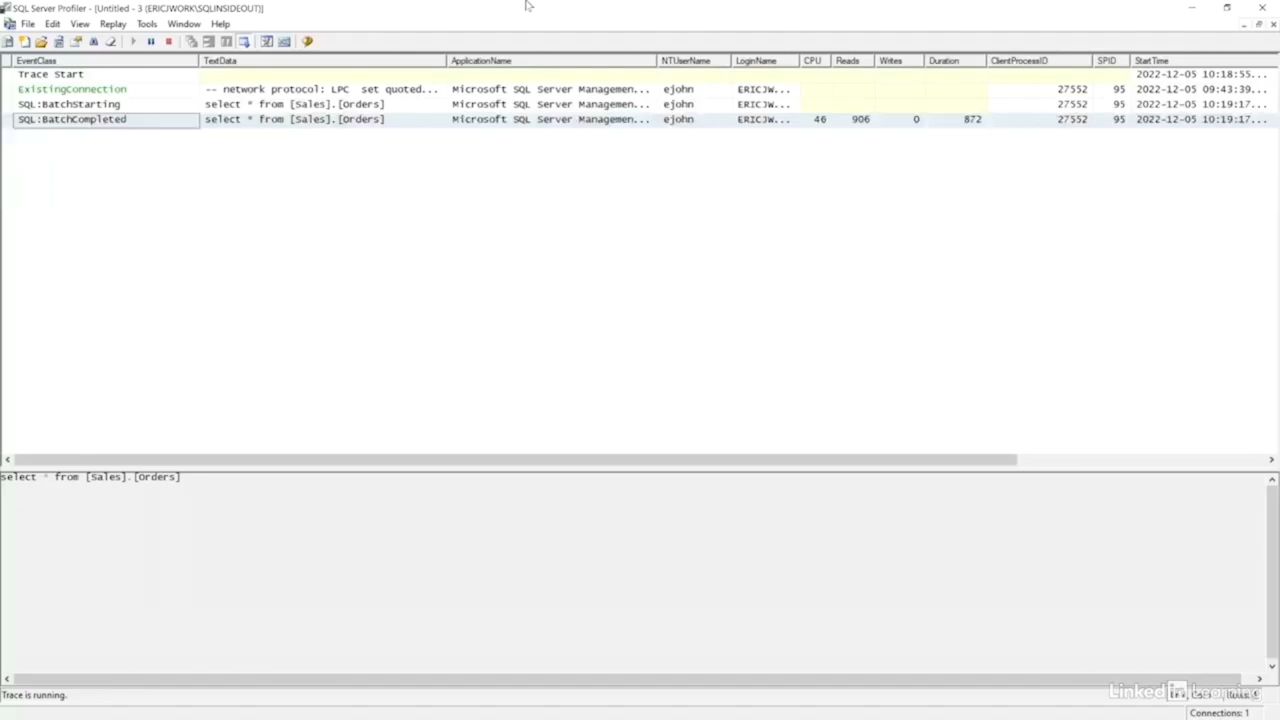 SQL Server Profiler - [Untitled - 3 (ERICJWORK\SQLINSIDEOUT)]
File Edit View Replay Tools Window Help
EventClass TextData ApplicationName NTUserName LoginName CPU Reads Writes Duration ClientProcessID SPID StartTime
Trace Start 2022-12-05 10:18:55...
ExistingConnection -- network protocol: LPC set quoted... Microsoft SQL Server Managemen... ejohn ERICJW... 27552 95 2022-12-05 09:43:39...
SQL:BatchStarting select * from [Sales].[Orders] Microsoft SQL Server Managemen... ejohn ERICJW... 27552 95 2022-12-05 10:19:17...
SQL:BatchCompleted select * from [Sales].[Orders] Microsoft SQL Server Managemen... ejohn ERICJW... 46 906 0 872 27552 95 2022-12-05 10:19:17...
select * from [Sales].[Orders]
Trace is running.
LinkedIn Learning
Connections: 1